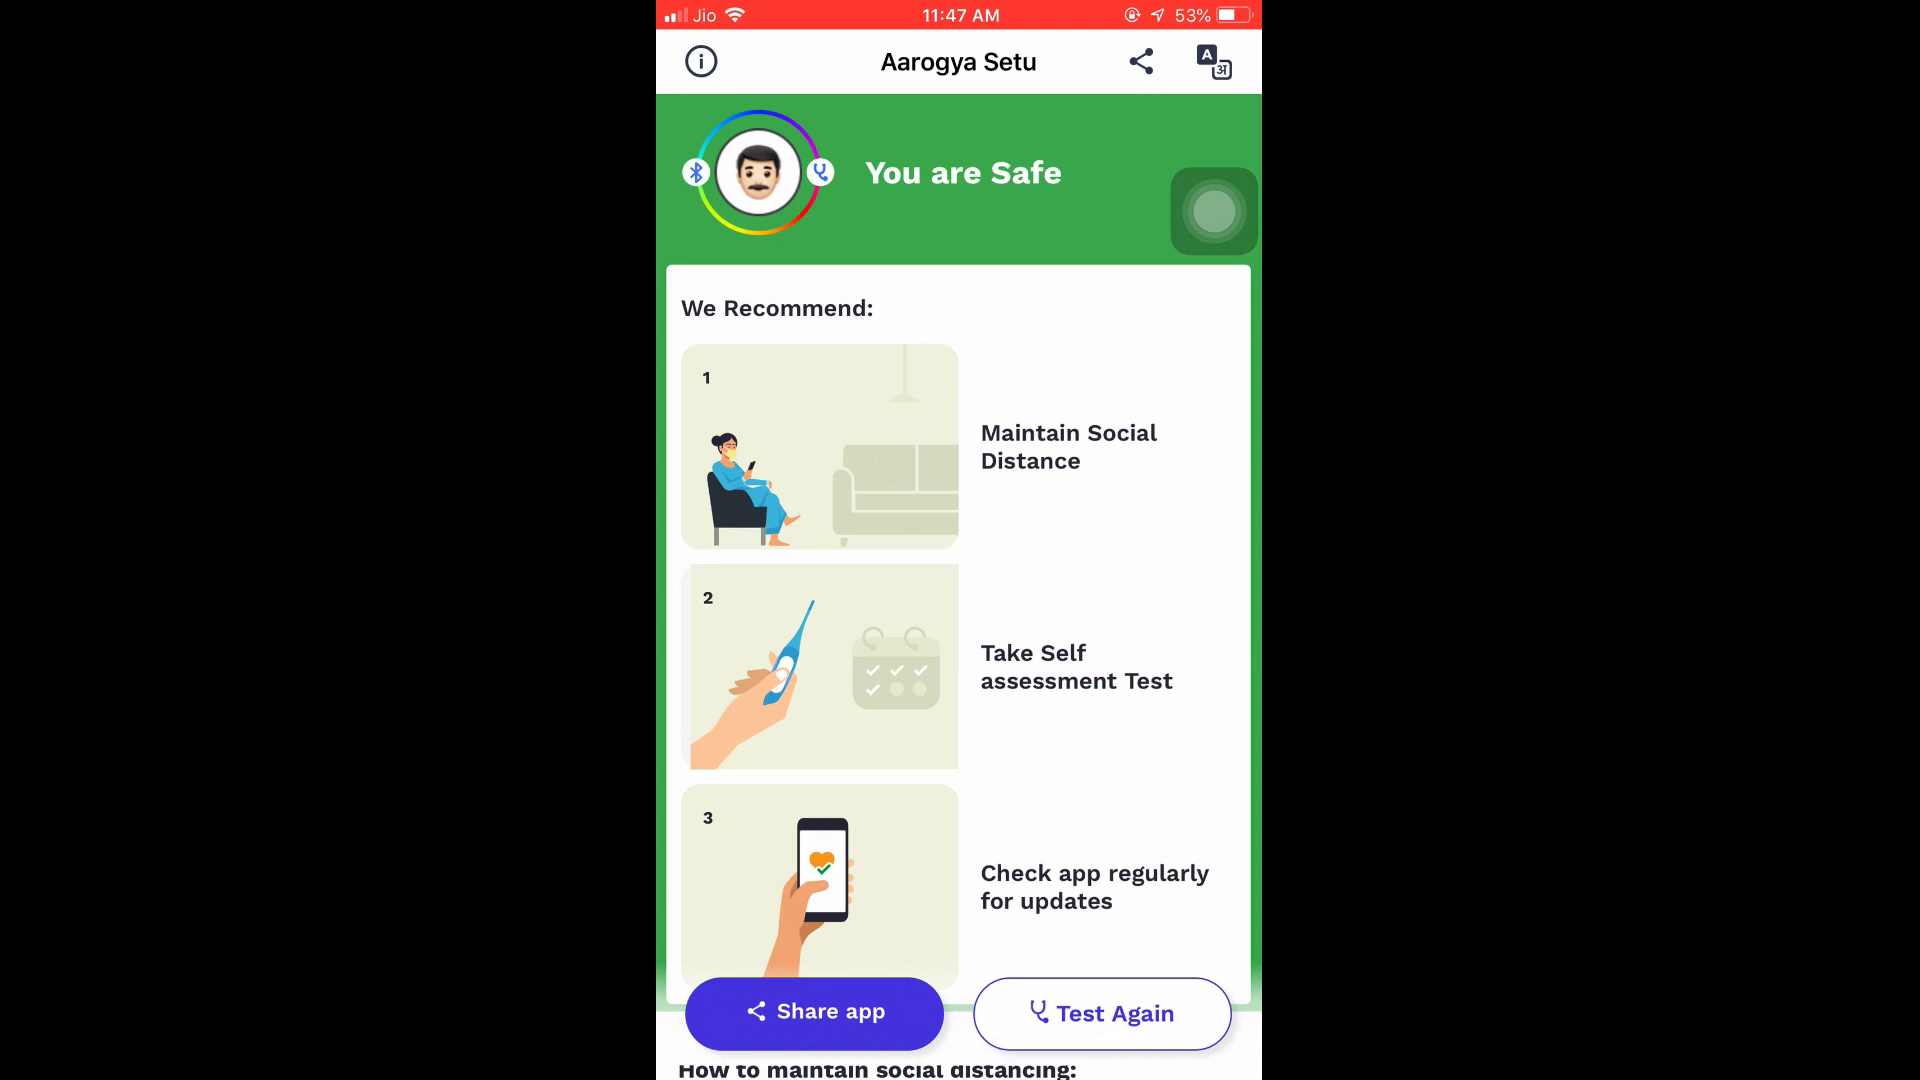 Jio 11:47 AM 53%
Aarogya Setu
A
अ
You are Safe
We Recommend:
1
Maintain Social
Distance
2
Take Self
assessment Test
3
Check app regularly
for updates
Share app
Test Again
How to maintain social distancing: